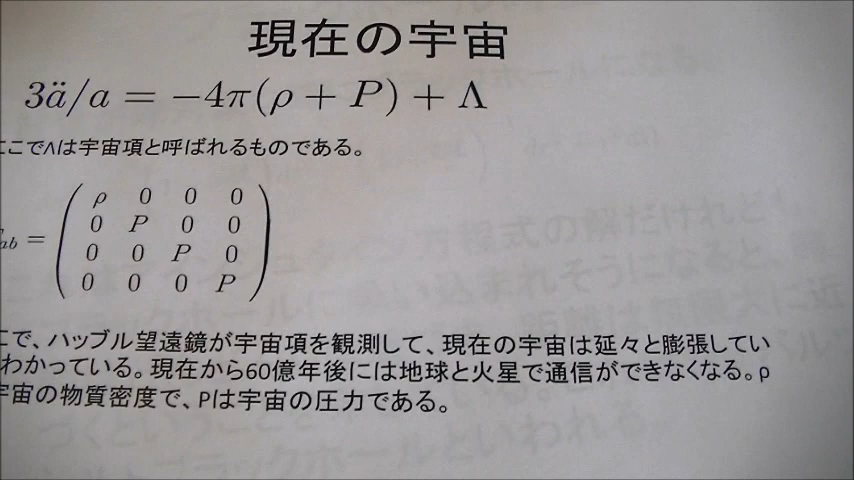 現在の宇宙
3ä/a = −4π(ρ + P) + Λ
ここでΛは宇宙項と呼ばれるものである。
ab =
ρ 0 0 0
0 P 0 0
0 0 P 0
0 0 0 P
こで、ハッブル望遠鏡が宇宙項を観測して、現在の宇宙は延々と膨張してい
わかっている。現在から60億年後には地球と火星で通信ができなくなる。ρ
宇宙の物質密度で、Pは宇宙の圧力である。